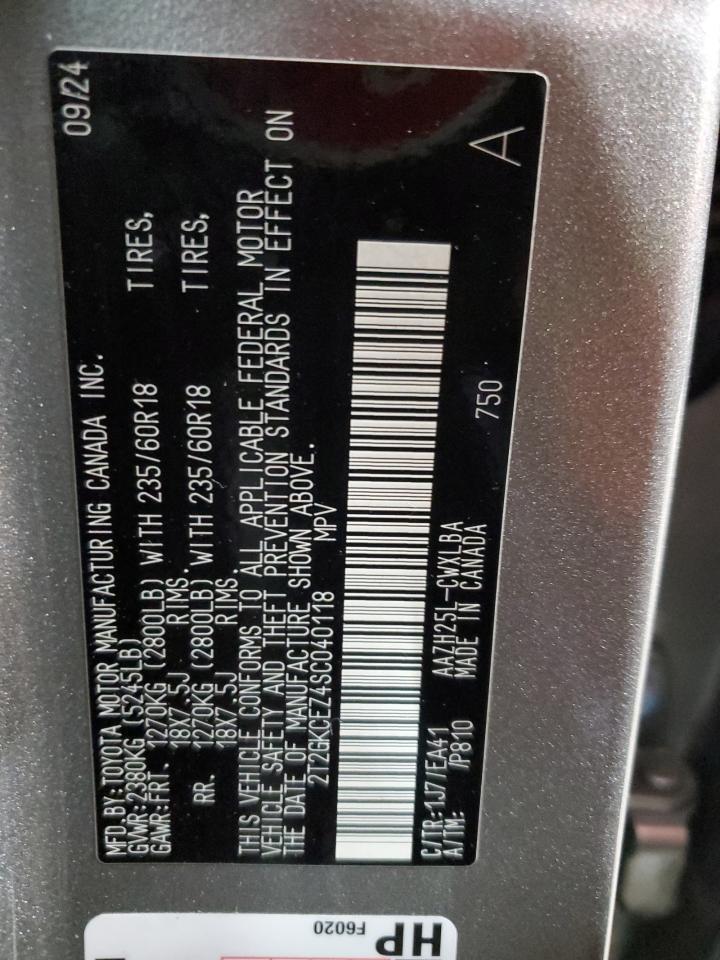 MFD. BY: TOYOTA MOTOR MANUFACTURING CANADA INC. 09/24
GVWR: 2380KG (5245LB)
GAWR: FRT. 1270KG (2800LB) WITH 235/60R18 TIRES,
18X7.5J RIMS.
RR. 1270KG (2800LB) WITH 235/60R18 TIRES,
18X7.5J RIMS.
THIS VEHICLE CONFORMS TO ALL APPLICABLE FEDERAL MOTOR
VEHICLE SAFETY AND THEFT PREVENTION STANDARDS IN EFFECT ON
THE DATE OF MANUFACTURE SHOWN ABOVE.
2T2GKCEZ4SC040118 MPV
C/TR: 1J77EA41 AAZH25L-CWXLBA
A/TM: /P810 MADE IN CANADA 750 A
HP
F6020